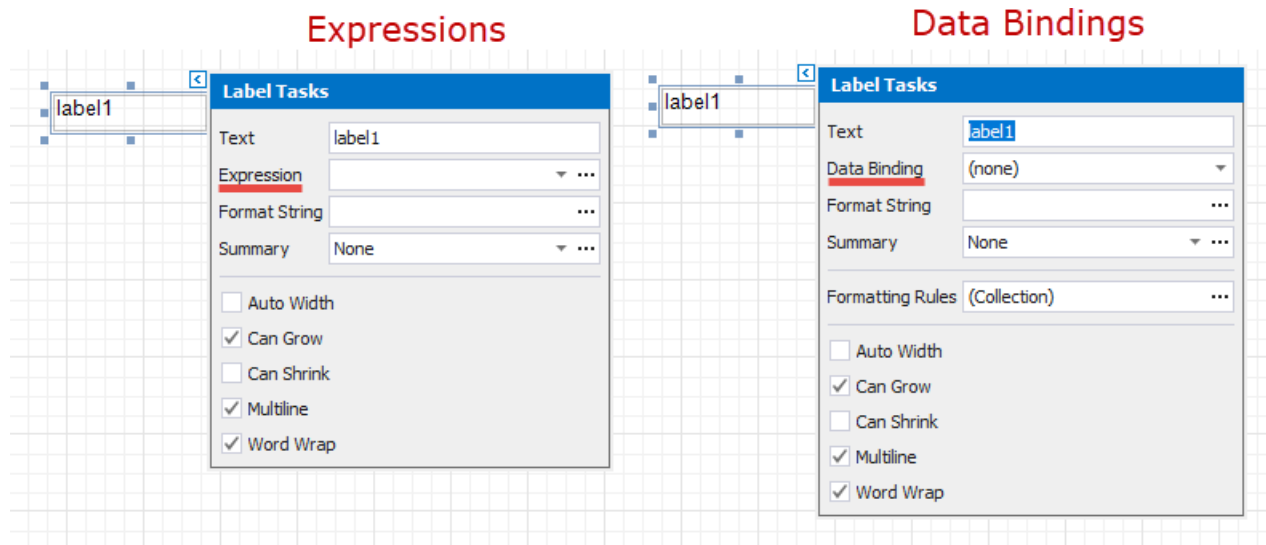 Expressions
label1
Label Tasks
Text label1
Expression
Format String
Summary None
Auto Width
Can Grow
Can Shrink
Multiline
Word Wrap
Data Bindings
label1
Label Tasks
Text label1
Data Binding (none)
Format String
Summary None
Formatting Rules (Collection)
Auto Width
Can Grow
Can Shrink
Multiline
Word Wrap